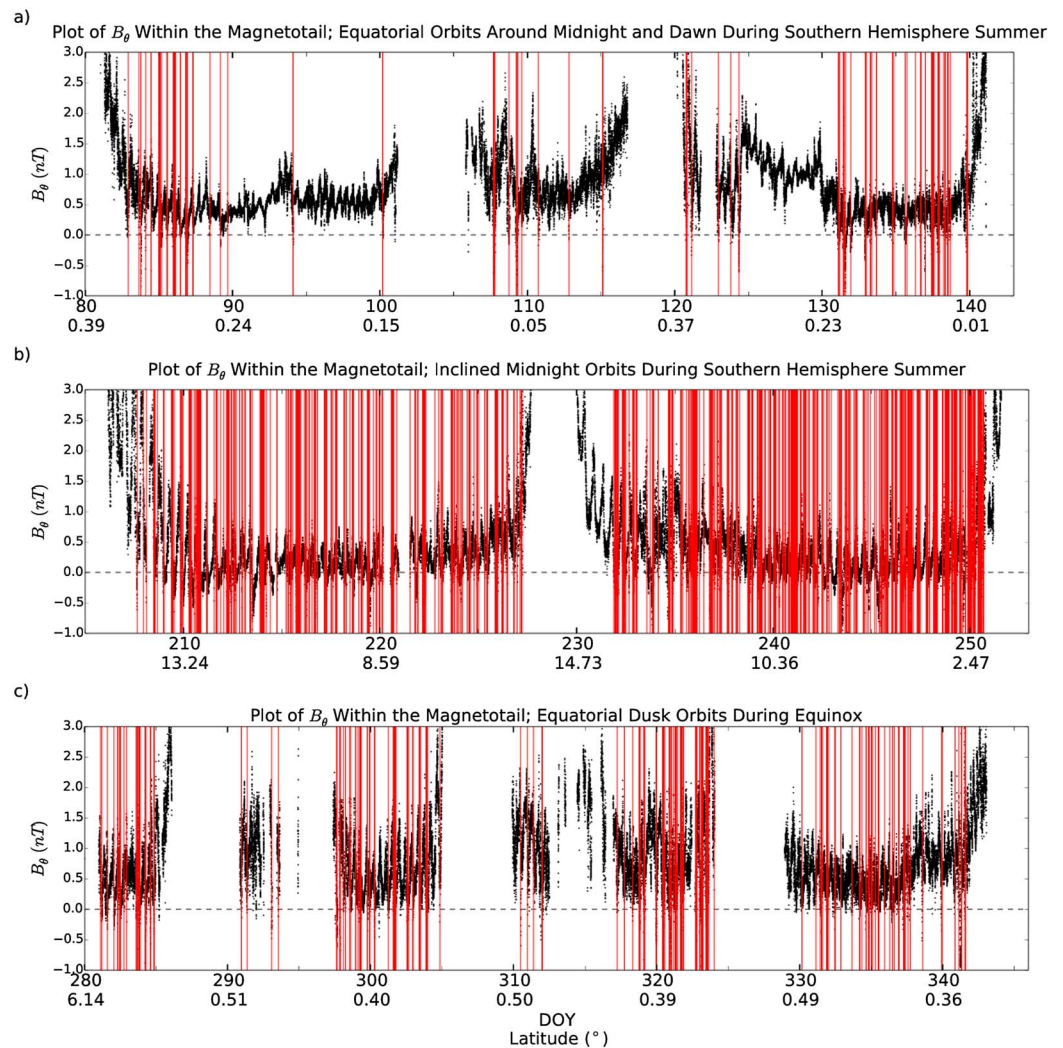 a)
Plot of B_θ Within the Magnetotail; Equatorial Orbits Around Midnight and Dawn During Southern Hemisphere Summer
3.0
2.5
2.0
1.5
1.0
0.5
0.0
−0.5
−1.0
B_θ (nT)
80 90 100 110 120 130 140
0.39 0.24 0.15 0.05 0.37 0.23 0.01
b)
Plot of B_θ Within the Magnetotail; Inclined Midnight Orbits During Southern Hemisphere Summer
3.0
2.5
2.0
1.5
1.0
0.5
0.0
−0.5
−1.0
B_θ (nT)
210 220 230 240 250
13.24 8.59 14.73 10.36 2.47
c)
Plot of B_θ Within the Magnetotail; Equatorial Dusk Orbits During Equinox
3.0
2.5
2.0
1.5
1.0
0.5
0.0
−0.5
−1.0
B_θ (nT)
280 290 300 310 320 330 340
6.14 0.51 0.40 0.50 0.39 0.49 0.36
DOY
Latitude (°)